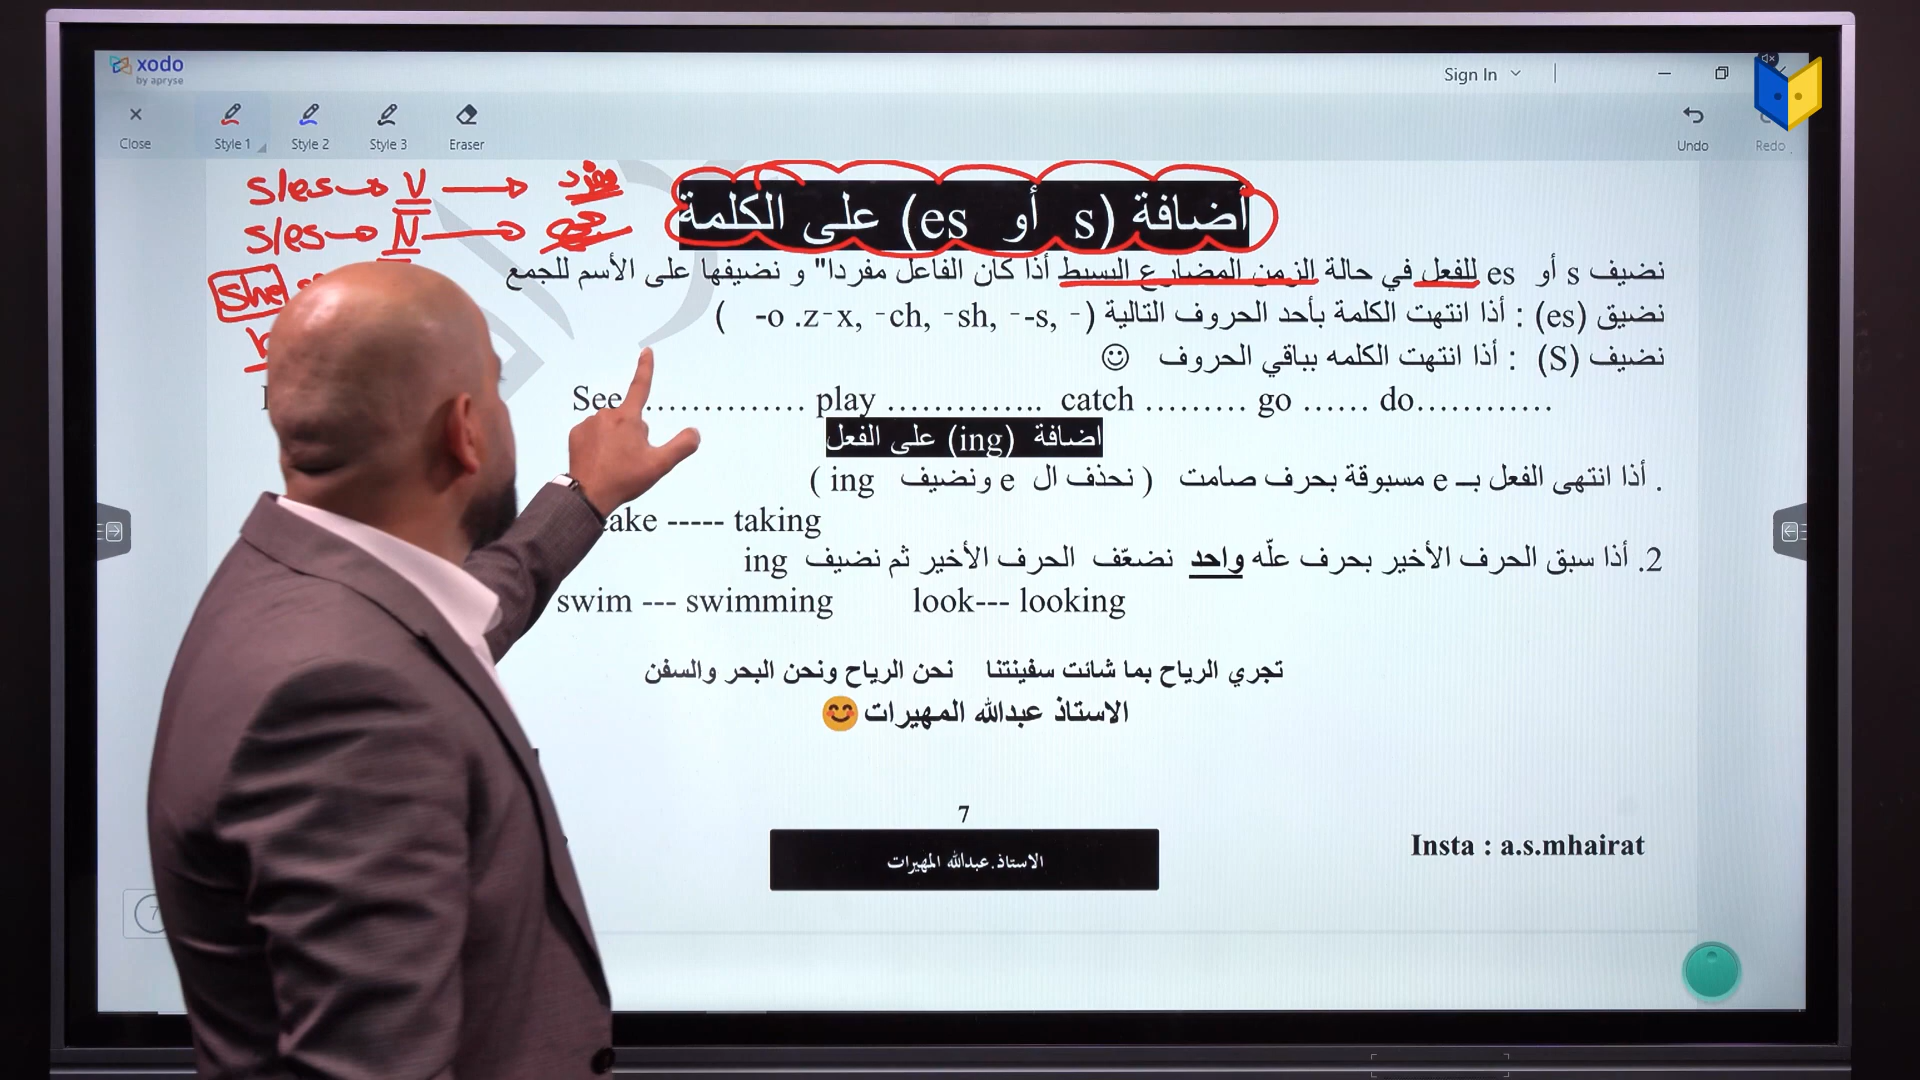 xodo
by apryse
Sign In
Close
Style 1
Style 2
Style 3
Eraser
Undo
Redo
s/es → V → مفرد
s/es → N →
she
أضافة (s أو es) على الكلمة
نضيف s أو es للفعل في حالة الزمن المضارع البسيط أذا كان الفاعل مفردا" و نضيفها على الأسم للجمع
نضيق (es) : أذا انتهت الكلمة بأحد الحروف التالية ( -o .z-x, -ch, -sh, --s, - )
نضيف (S) : أذا انتهت الكلمه بباقي الحروف ☺
See ............... play .............. catch ......... go ...... do............
اضافة (ing) على الفعل
. أذا انتهى الفعل بـ e مسبوقة بحرف صامت ( نحذف ال e ونضيف ing )
take ----- taking
2. أذا سبق الحرف الأخير بحرف علّه واحد نضعّف الحرف الأخير ثم نضيف ing
swim --- swimming look--- looking
تجري الرياح بما شائت سفينتنا نحن الرياح ونحن البحر والسفن
الاستاذ عبدالله المهيرات 😊
7
الاستاذ.عبدالله المهيرات
Insta : a.s.mhairat
7